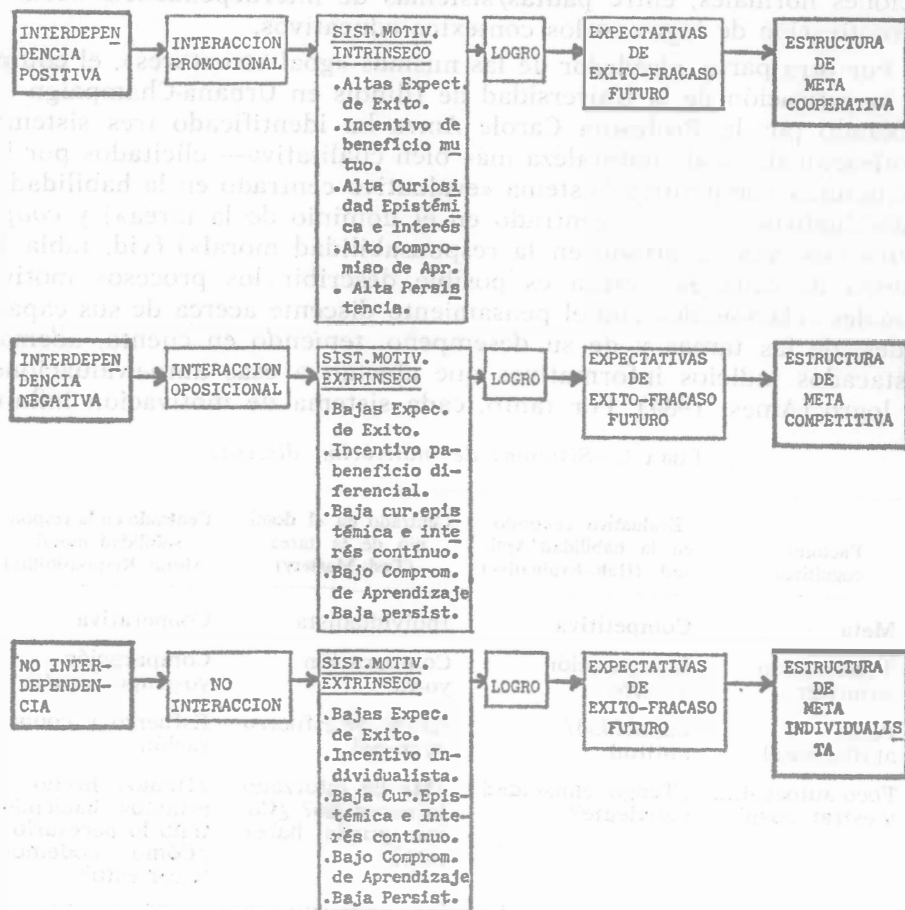 INTERDEPEN
DENCIA
POSITIVA
INTERACCION
PROMOCIONAL
SIST.MOTIV.
INTRINSECO
.Altas Expect.
de Exito.
.Incentivo por
beneficio mu
tuo.
.Alta Curiosi
dad Epistémi
ca e Interés
.Alto Compro-
miso de Apr.
. Alta Persis
tencia.
LOGRO
EXPECTATIVAS
DE
EXITO-FRACASO
FUTURO
ESTRUCTURA
DE
META
COOPERATIVA
INTERDEPEN
DENCIA
NEGATIVA
INTERACCION
OPOSICIONAL
SIST.MOTIV.
EXTRINSECO
.Bajas Expec.
de Exito.
.Incentivo pa-
beneficio di-
ferencial.
.Baja cur.epis
témica e inte
rés contínuo.
.Bajo Comprom.
de Aprendizaje
.Baja persist.
LOGRO
EXPECTATIVAS
DE
EXITO-FRACASO
FUTURO
ESTRUCTURA
DE
META
COMPETITIVA
NO INTER-
DEPENDEN-
CIA
NO
INTERACCION
SIST.MOTIV.
EXTRINSECO
. Bajas Expec.
de Exito.
.Incentivo In-
dividualista.
.Baja Cur.Epis
témica e Inte-
rés contínuo.
.Bajo Comprom.
de Aprendizaje
.Baja Persist.
LOGRO
EXPECTATIVAS
DE
EXITO-FRACASO
FUTURO
ESTRUCTURA
DE
META
INDIVIDUALIS
TA